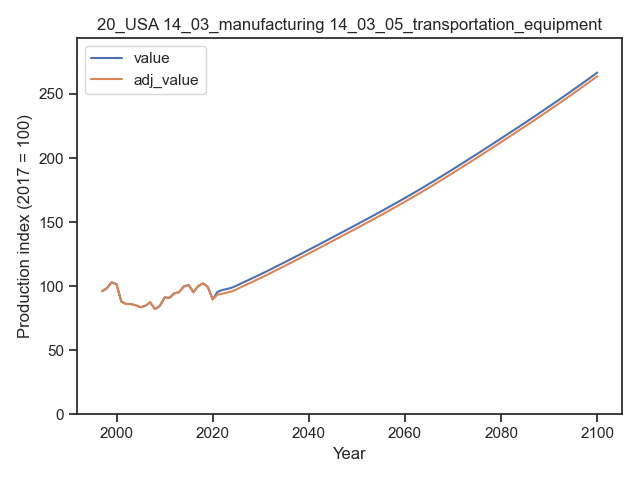 20_USA 14_03_manufacturing 14_03_05_transportation_equipment
value
adj_value
Production index (2017 = 100)
250
200
150
100
50
0
2000 2020 2040 2060 2080 2100
Year